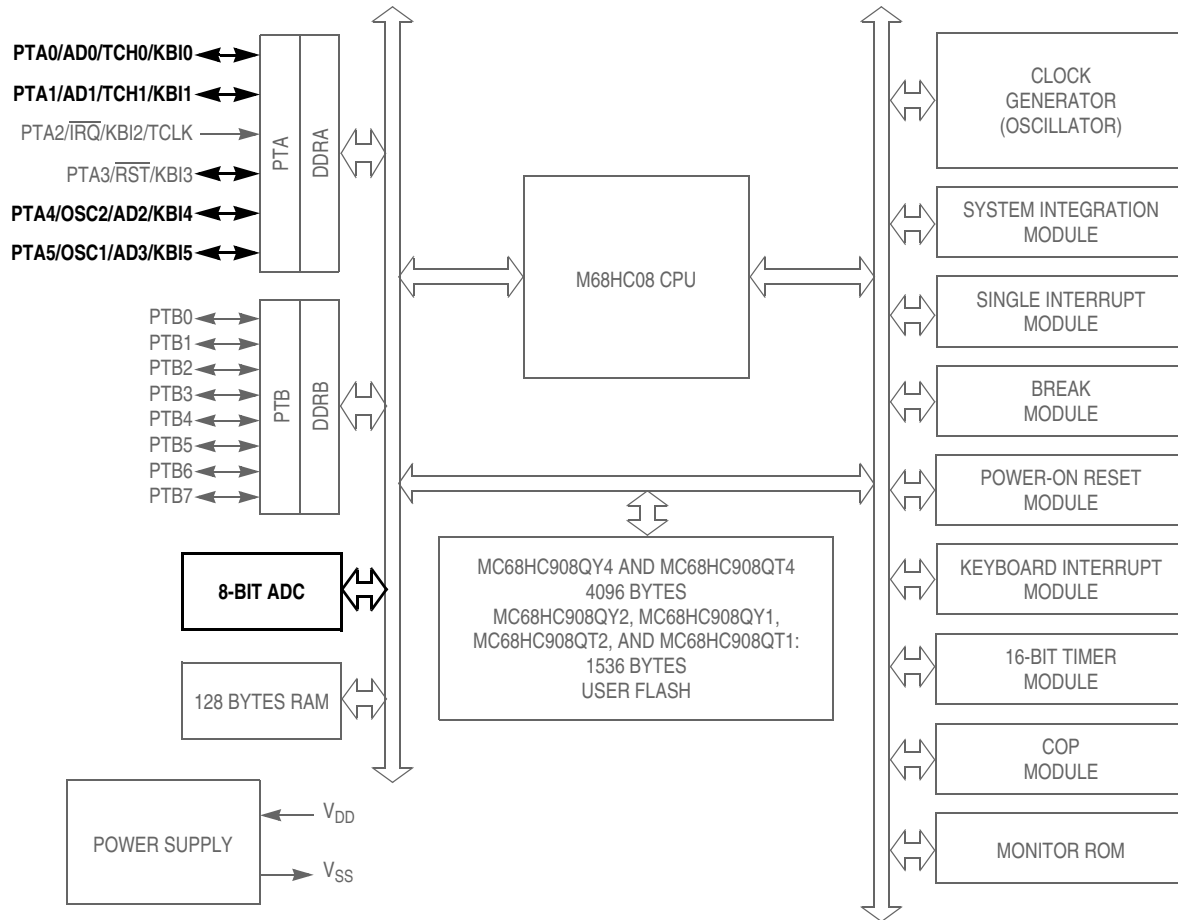 PTA0/AD0/TCH0/KBI0
PTA1/AD1/TCH1/KBI1
PTA2/IRQ/KBI2/TCLK
PTA3/RST/KBI3
PTA4/OSC2/AD2/KBI4
PTA5/OSC1/AD3/KBI5
PTA
DDRA
PTB0
PTB1
PTB2
PTB3
PTB4
PTB5
PTB6
PTB7
PTB
DDRB
8-BIT ADC
128 BYTES RAM
POWER SUPPLY
VDD
VSS
M68HC08 CPU
MC68HC908QY4 AND MC68HC908QT4
4096 BYTES
MC68HC908QY2, MC68HC908QY1,
MC68HC908QT2, AND MC68HC908QT1:
1536 BYTES
USER FLASH
CLOCK
GENERATOR
(OSCILLATOR)
SYSTEM INTEGRATION
MODULE
SINGLE INTERRUPT
MODULE
BREAK
MODULE
POWER-ON RESET
MODULE
KEYBOARD INTERRUPT
MODULE
16-BIT TIMER
MODULE
COP
MODULE
MONITOR ROM